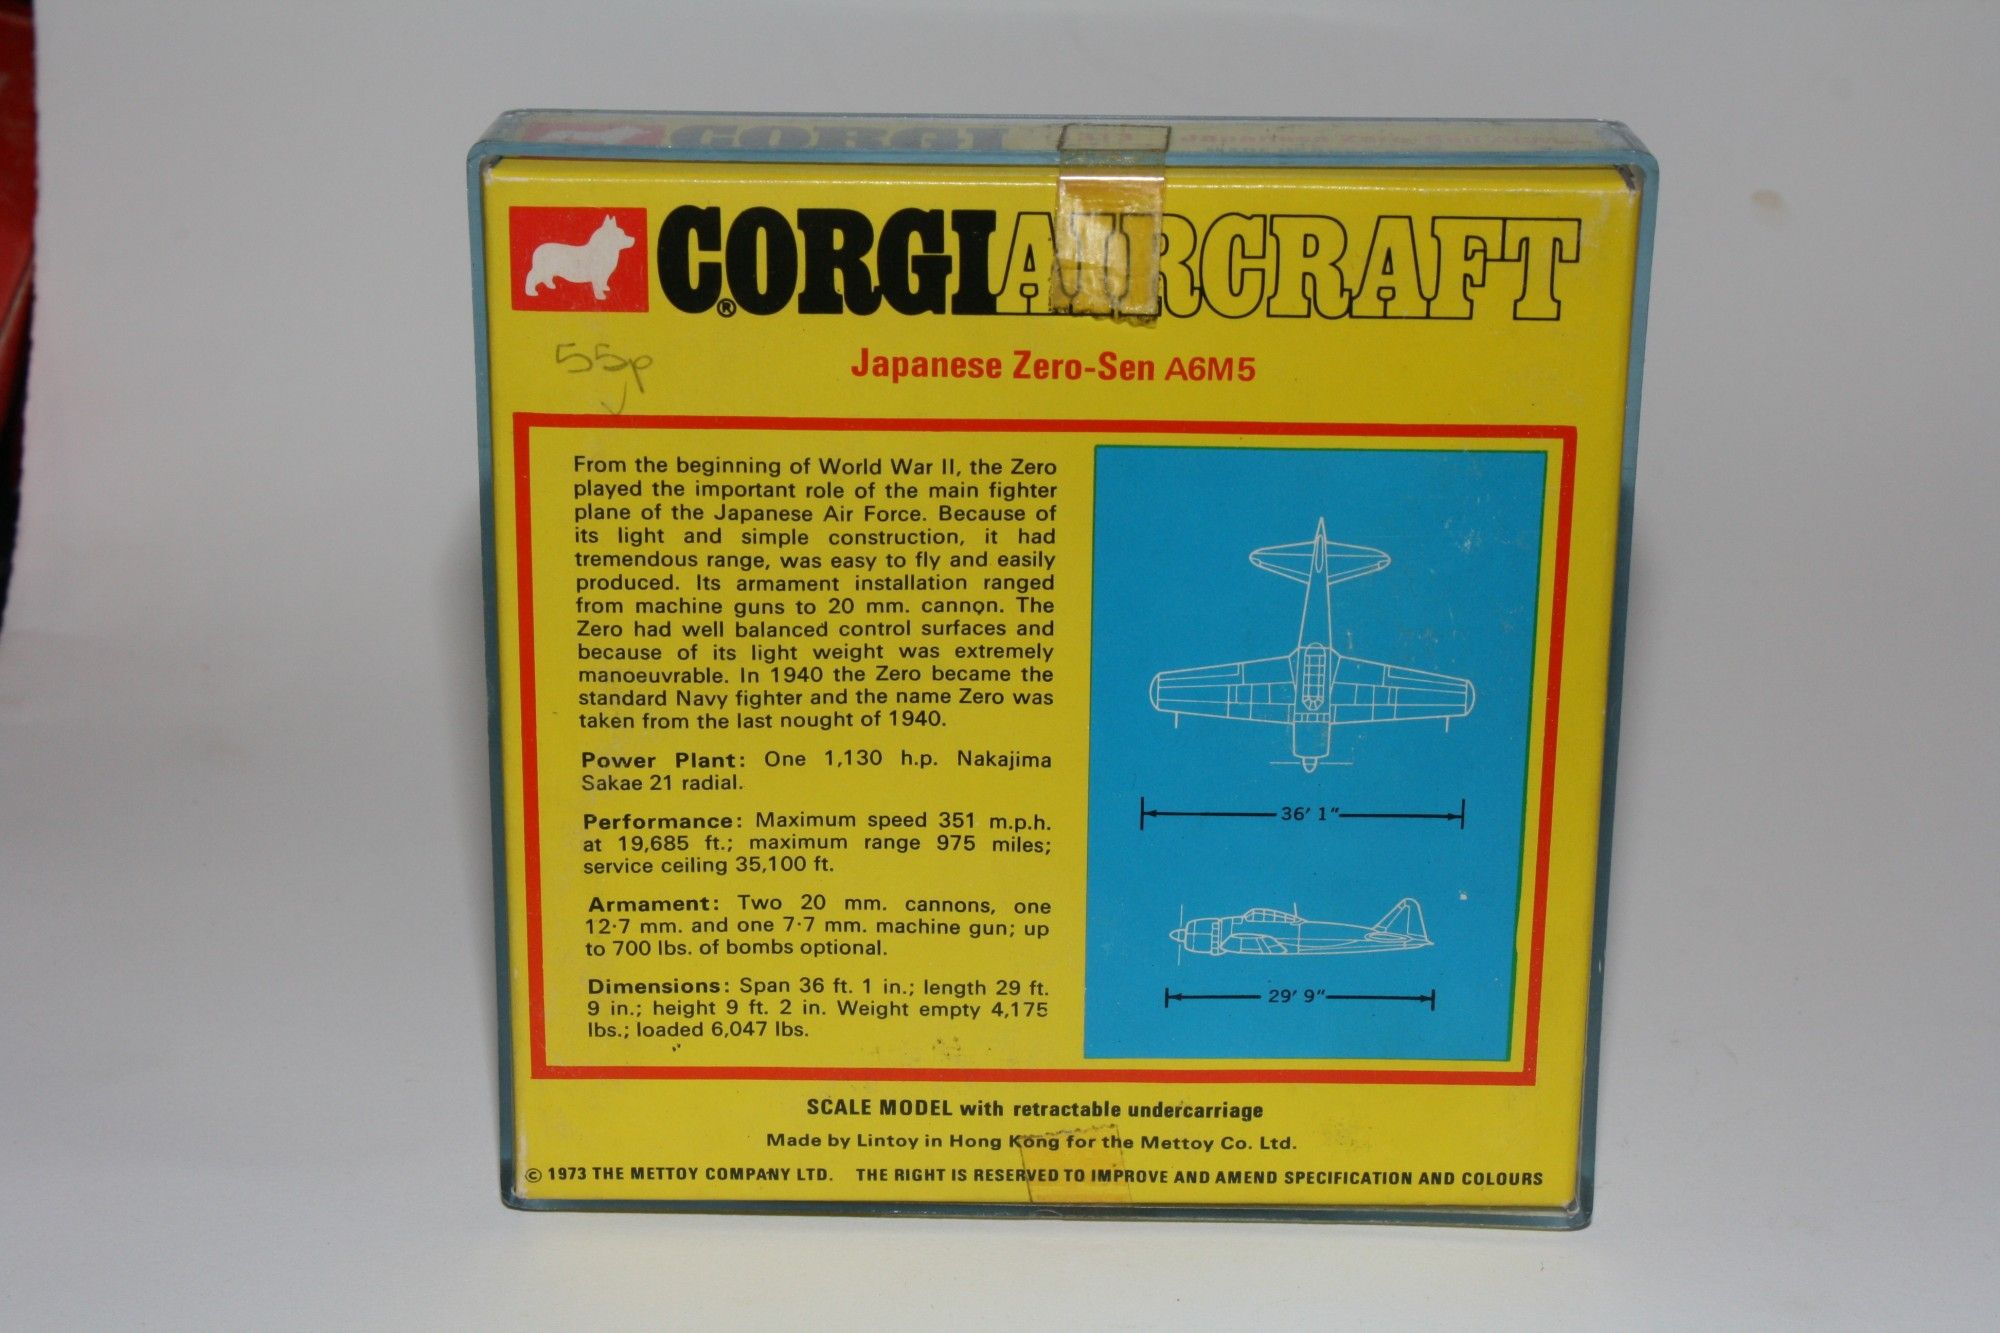 CORGI
CORGI AIRCRAFT
®
55p
Japanese Zero-Sen A6M5
From the beginning of World War II, the Zero
played the important role of the main fighter
plane of the Japanese Air Force. Because of
its light and simple construction, it had
tremendous range, was easy to fly and easily
produced. Its armament installation ranged
from machine guns to 20 mm. cannon. The
Zero had well balanced control surfaces and
because of its light weight was extremely
manoeuvrable. In 1940 the Zero became the
standard Navy fighter and the name Zero was
taken from the last nought of 1940.
Power Plant: One 1,130 h.p. Nakajima
Sakae 21 radial.
Performance: Maximum speed 351 m.p.h.
at 19,685 ft.; maximum range 975 miles;
service ceiling 35,100 ft.
Armament: Two 20 mm. cannons, one
12·7 mm. and one 7·7 mm. machine gun; up
to 700 lbs. of bombs optional.
Dimensions: Span 36 ft. 1 in.; length 29 ft.
9 in.; height 9 ft. 2 in. Weight empty 4,175
lbs.; loaded 6,047 lbs.
36′ 1″
29′ 9″
SCALE MODEL with retractable undercarriage
Made by Lintoy in Hong Kong for the Mettoy Co. Ltd.
© 1973 THE METTOY COMPANY LTD. THE RIGHT IS RESERVED TO IMPROVE AND AMEND SPECIFICATION AND COLOURS